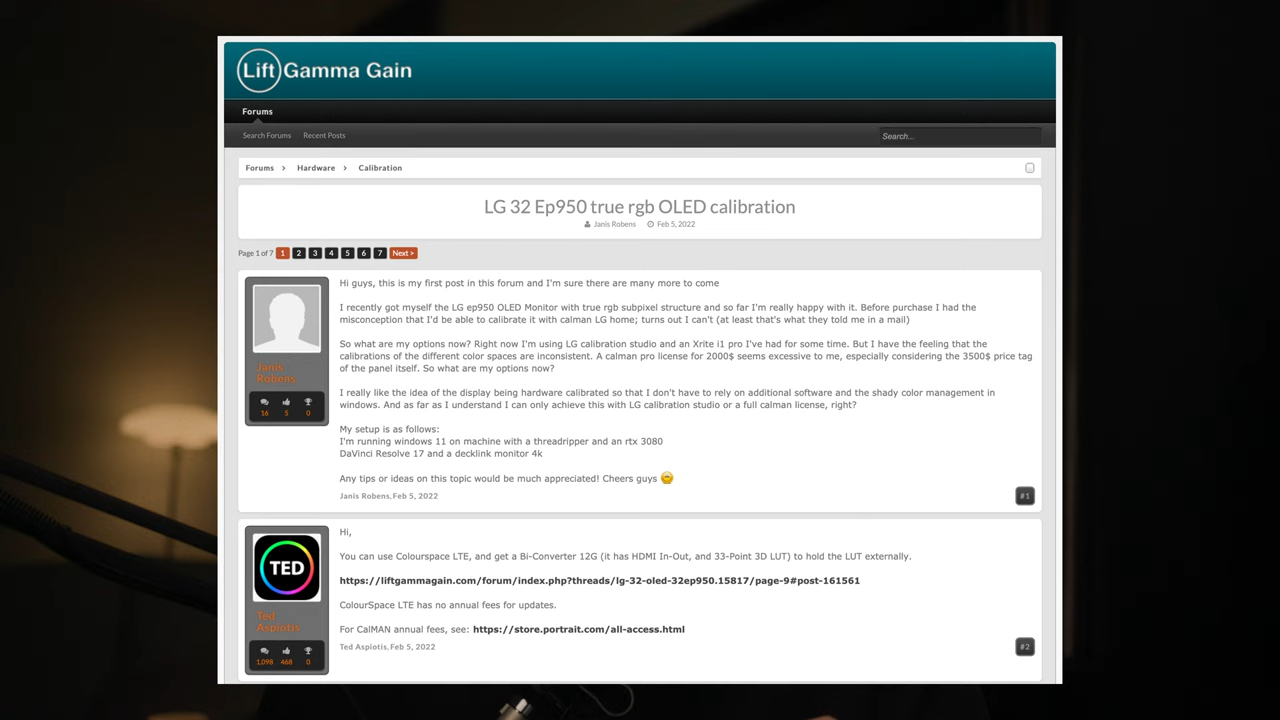 Lift Gamma Gain
Forums
Search Forums Recent Posts Search...
Forums > Hardware > Calibration
LG 32 Ep950 true rgb OLED calibration
Janis Robens Feb 5, 2022
Page 1 of 7 1 2 3 4 5 6 7 Next >
Hi guys, this is my first post in this forum and I'm sure there are many more to come
I recently got myself the LG ep950 OLED Monitor with true rgb subpixel structure and so far I'm really happy with it. Before purchase I had the
misconception that I'd be able to calibrate it with calman LG home; turns out I can't (at least that's what they told me in a mail)
So what are my options now? Right now I'm using LG calibration studio and an Xrite i1 pro I've had for some time. But I have the feeling that the
calibrations of the different color spaces are inconsistent. A calman pro license for 2000$ seems excessive to me, especially considering the 3500$ price tag
of the panel itself. So what are my options now?
I really like the idea of the display being hardware calibrated so that I don't have to rely on additional software and the shady color management in
windows. And as far as I understand I can only achieve this with LG calibration studio or a full calman license, right?
My setup is as follows:
I'm running windows 11 on machine with a threadripper and an rtx 3080
DaVinci Resolve 17 and a decklink monitor 4k
Any tips or ideas on this topic would be much appreciated! Cheers guys
Janis Robens, Feb 5, 2022
#1
Janis
Robens
16 5 0
Hi,
You can use Colourspace LTE, and get a Bi-Converter 12G (it has HDMI In-Out, and 33-Point 3D LUT) to hold the LUT externally.
https://liftgammagain.com/forum/index.php?threads/lg-32-oled-32ep950.15817/page-9#post-161561
ColourSpace LTE has no annual fees for updates.
For CalMAN annual fees, see: https://store.portrait.com/all-access.html
Ted Aspiotis, Feb 5, 2022
#2
TED
Ted
Aspiotis
1,098 468 0